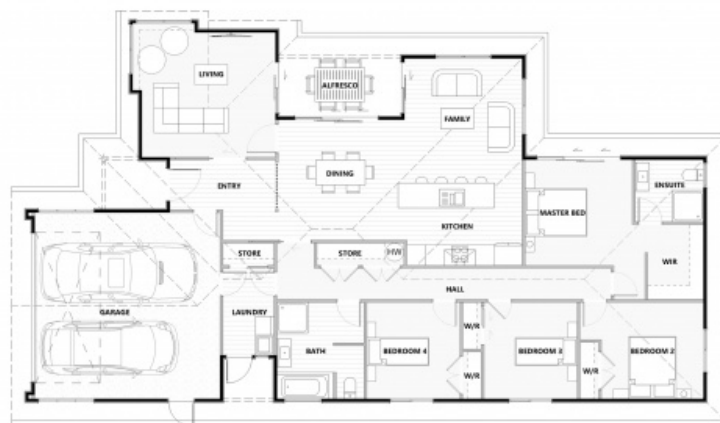 LIVING
ALFRESCO
FAMILY
DINING
ENTRY
ENSUITE
MASTER BED
KITCHEN
STORE
STORE
HW
WIR
HALL
GARAGE
LAUNDRY
W/R
BATH
BEDROOM 4
BEDROOM 3
BEDROOM 2
W/R
W/R